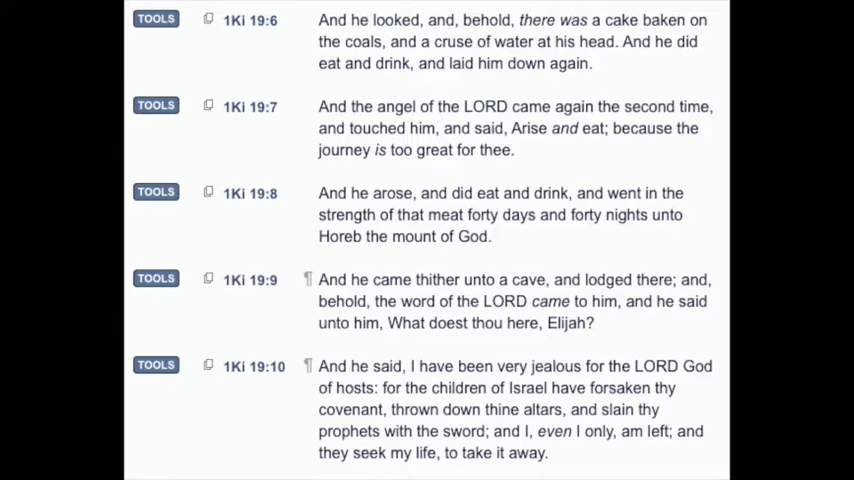 TOOLS 1Ki 19:6 And he looked, and, behold, there was a cake baken on
the coals, and a cruse of water at his head. And he did
eat and drink, and laid him down again.
TOOLS 1Ki 19:7 And the angel of the LORD came again the second time,
and touched him, and said, Arise and eat; because the
journey is too great for thee.
TOOLS 1Ki 19:8 And he arose, and did eat and drink, and went in the
strength of that meat forty days and forty nights unto
Horeb the mount of God.
TOOLS 1Ki 19:9 ¶ And he came thither unto a cave, and lodged there; and,
behold, the word of the LORD came to him, and he said
unto him, What doest thou here, Elijah?
TOOLS 1Ki 19:10 ¶ And he said, I have been very jealous for the LORD God
of hosts: for the children of Israel have forsaken thy
covenant, thrown down thine altars, and slain thy
prophets with the sword; and I, even I only, am left; and
they seek my life, to take it away.